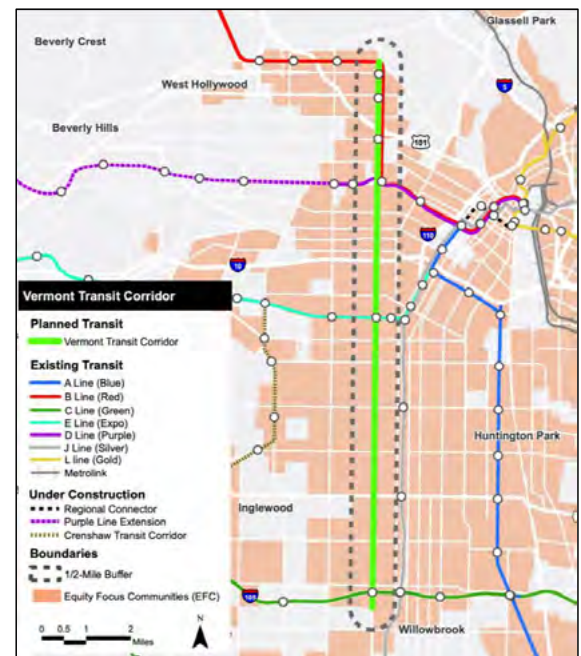 Glassell Park
Beverly Crest
West Hollywood
5
Beverly Hills
101
110
10
Vermont Transit Corridor
Planned Transit
Vermont Transit Corridor
Existing Transit
A Line (Blue)
B Line (Red)
C Line (Green)
E Line (Expo)
D Line (Purple)
J Line (Silver)
L line (Gold)
Metrolink
Under Construction
Regional Connector
Purple Line Extension
Crenshaw Transit Corridor
Boundaries
1/2-Mile Buffer
Equity Focus Communities (EFC)
0 0.5 1 2
Miles
N
Huntington Park
Inglewood
105
Willowbrook